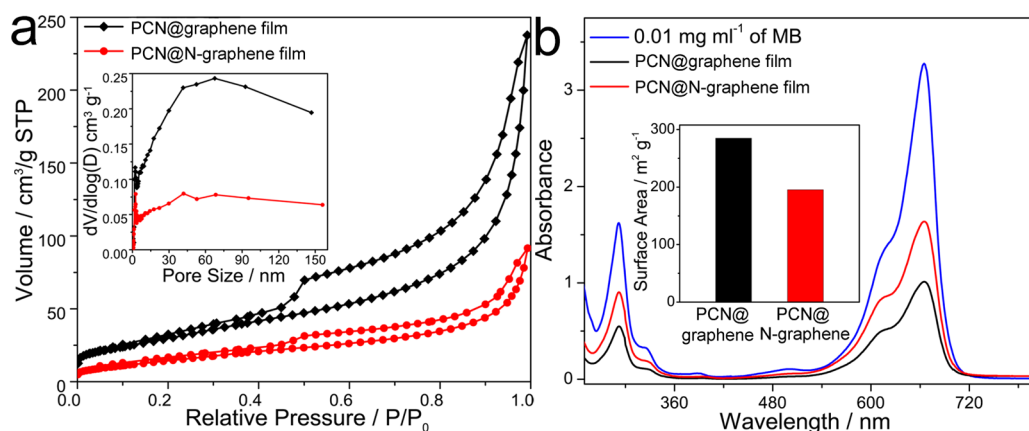 a
PCN@graphene film
PCN@N-graphene film
250
200
150
100
50
0
Volume / cm³/g STP
0.0
0.2
0.4
0.6
0.8
1.0
Relative Pressure / P/P₀
0.25
0.20
0.15
0.10
0.05
0.00
dV/dlog(D) cm³ g⁻¹
0
30
60
90
120
150
Pore Size / nm
b
0.01 mg ml⁻¹ of MB
PCN@graphene film
PCN@N-graphene film
3
2
1
0
Absorbance
360
480
600
720
Wavelength / nm
300
200
100
0
Surface Area / m² g⁻¹
PCN@
graphene
PCN@
N-graphene